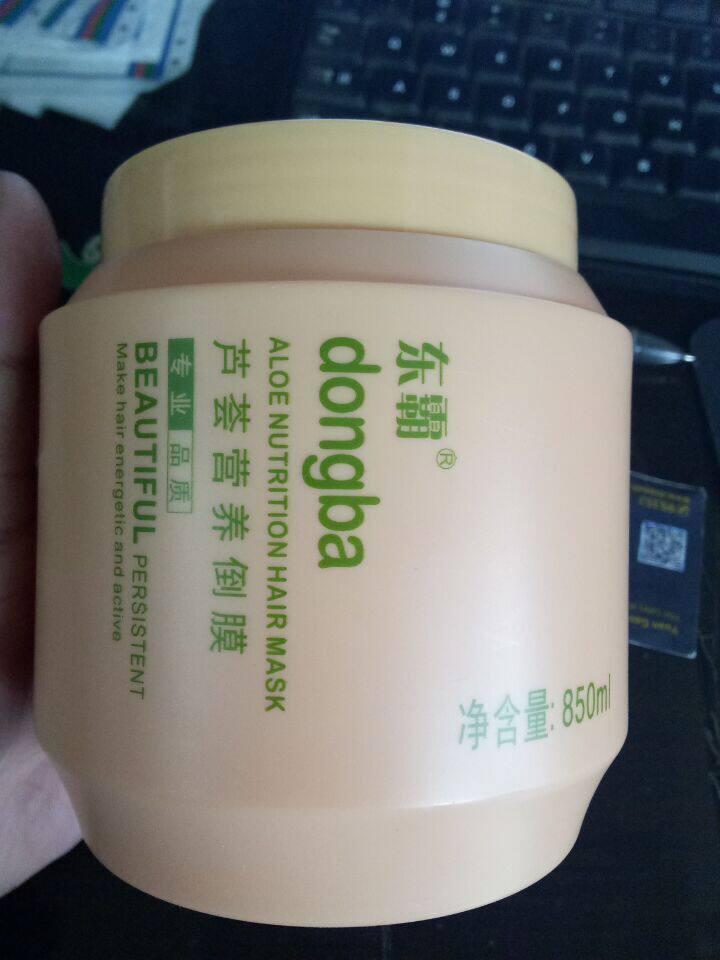 东霸®
dongba
ALOE NUTRITION HAIR MASK
芦荟营养倒膜
专业品质
BEAUTIFUL PERSISTENT
Make hair energetic and active
净含量: 850ml